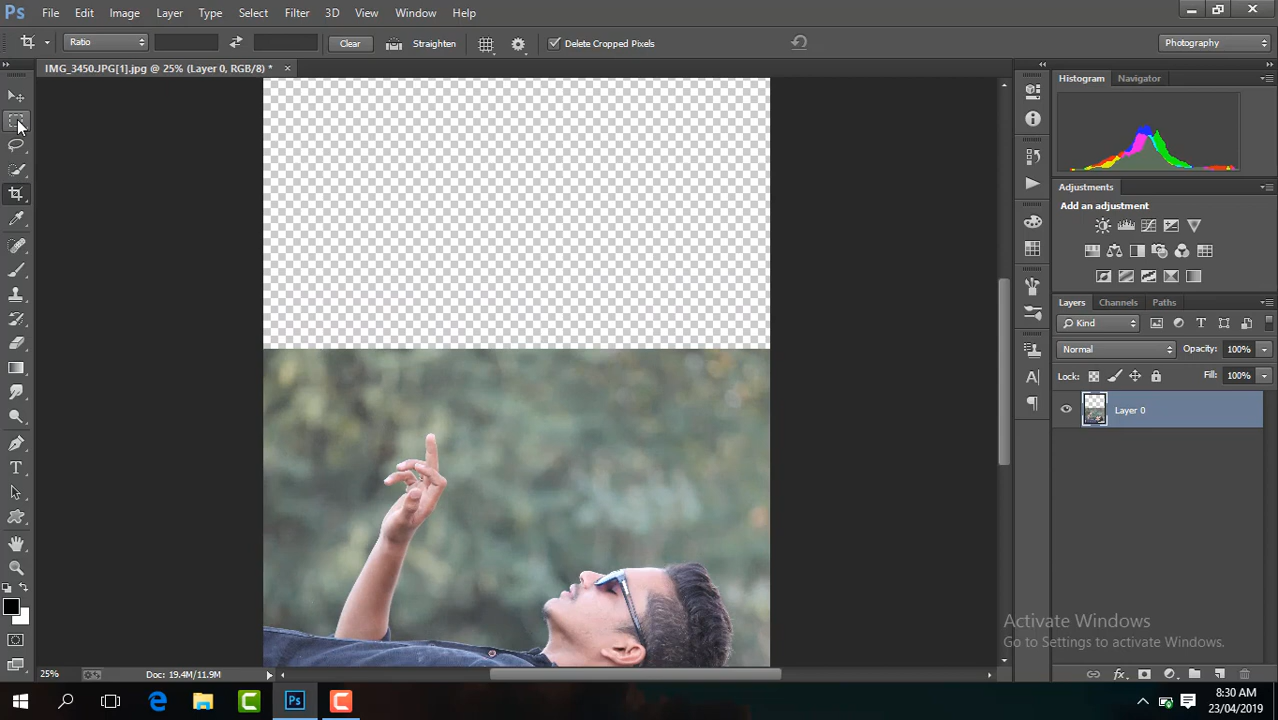 Ps File Edit Image Layer Type Select Filter 3D View Window Help
Ratio Clear Straighten Delete Cropped Pixels Photography
IMG_3450.JPG[1].jpg @ 25% (Layer 0, RGB/8) *
Histogram Navigator
Adjustments
Add an adjustment
Layers Channels Paths
Kind
Normal Opacity: 100%
Lock: Fill: 100%
Layer 0
Activate Windows
Go to Settings to activate Windows.
25% Doc: 19.4M/11.9M
8:30 AM
23/04/2019